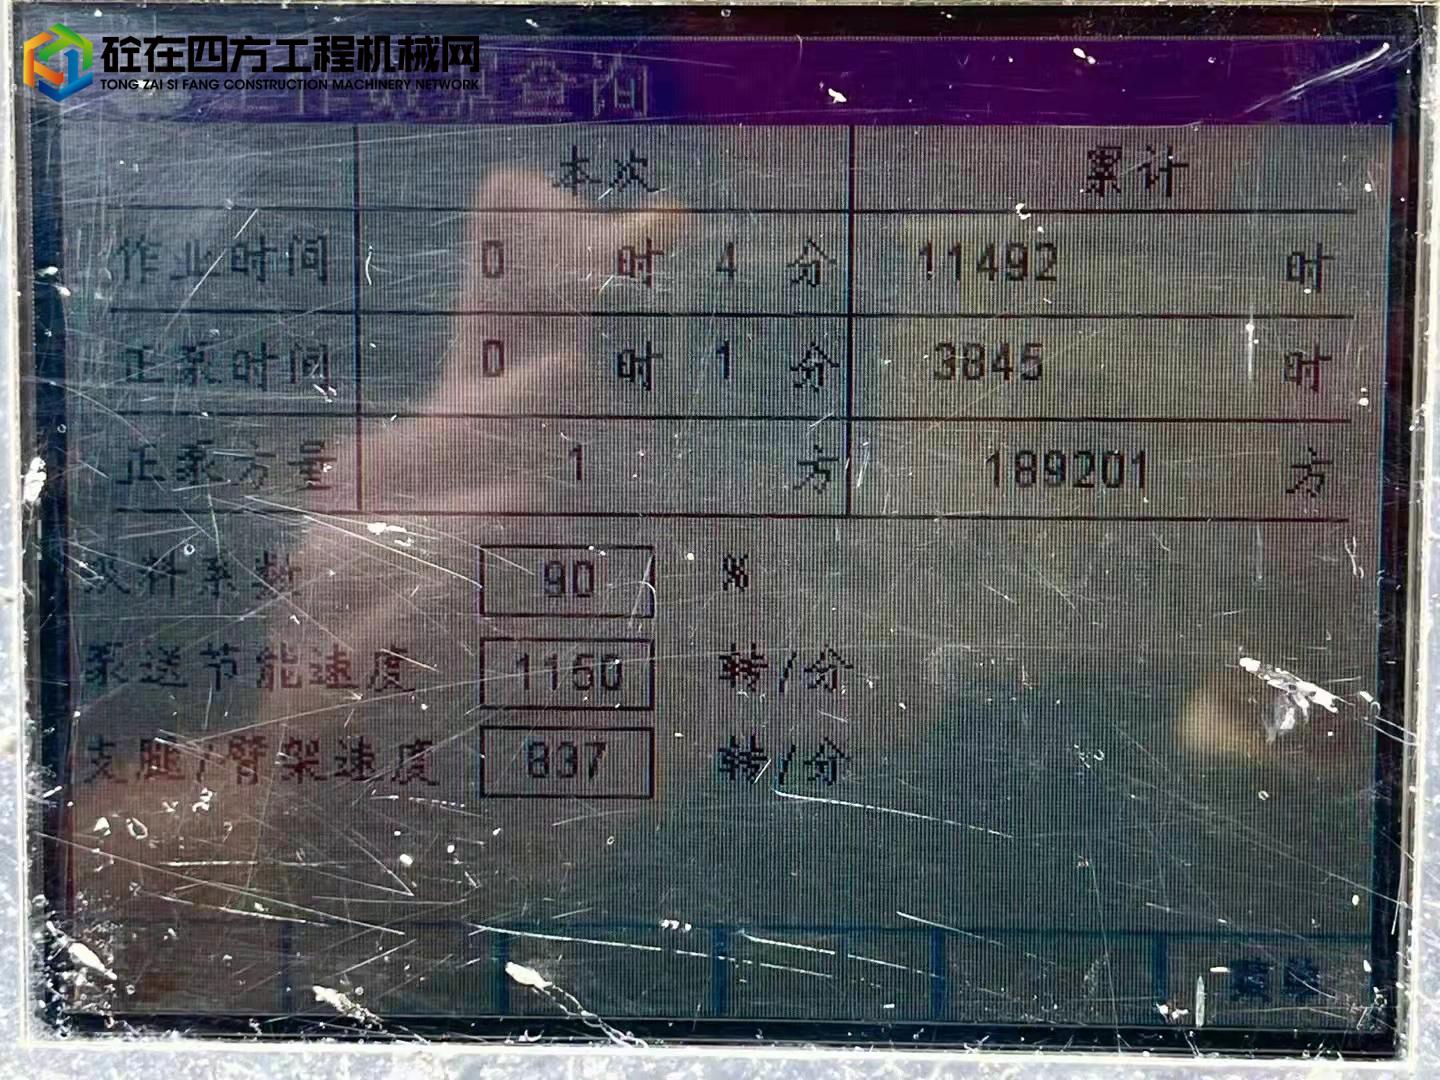 砼在四方工程机械网
TONG ZAI SI FANG CONSTRUCTION MACHINERY NETWORK
查询
本次 累计
作业时间 0 时 4 分 11492 时
正泵时间 0 时 1 分 3845 时
正泵方量 1 方 189201 方
吸料系数 90 %
泵送节能速度 1150 转/分
支腿/臂架速度 837 转/分